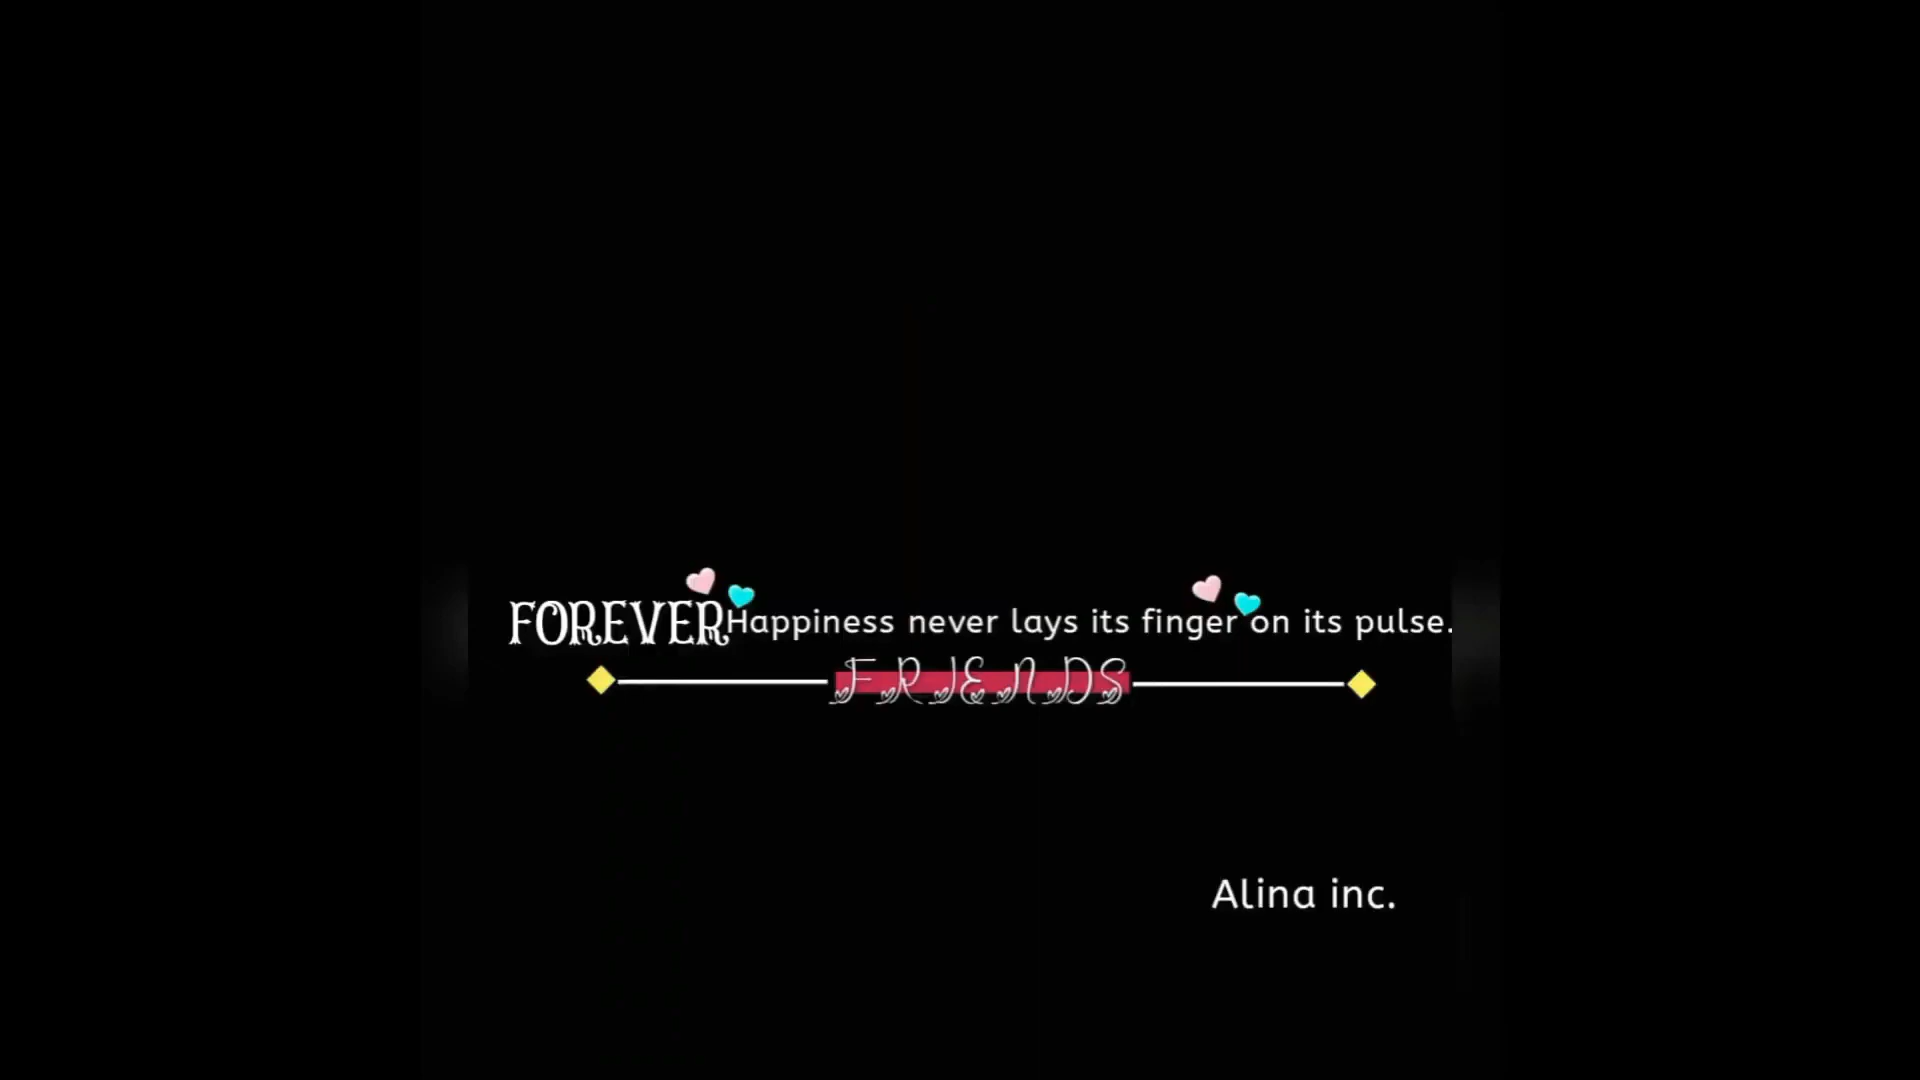 FOREVER Happiness never lays its finger on its pulse.
FRIENDS
Alina inc.